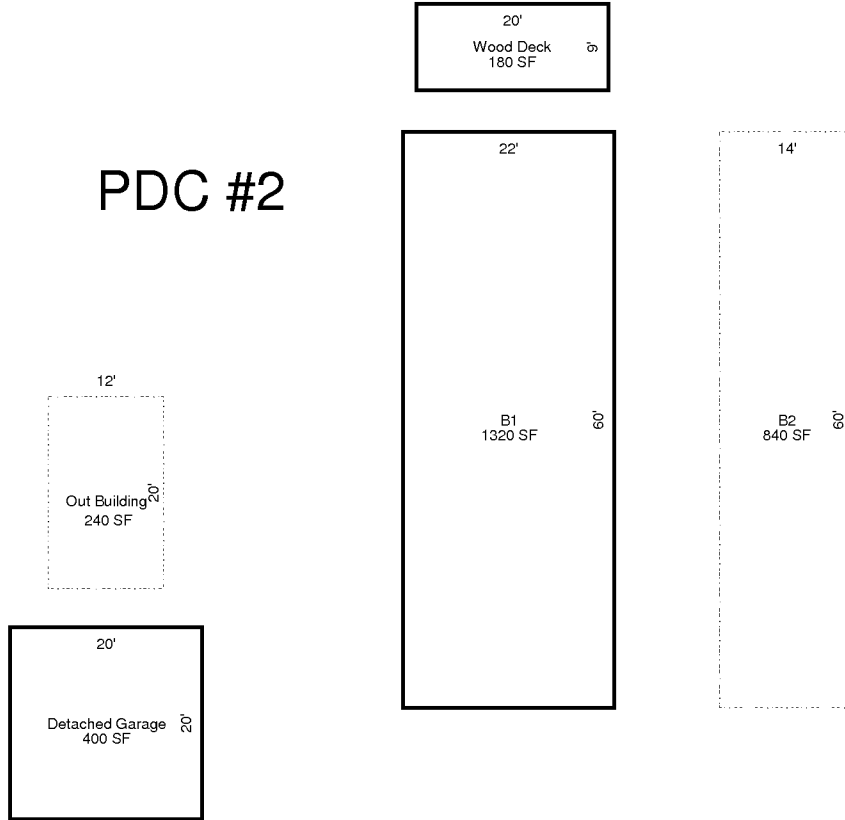 20'
Wood Deck
9'
180 SF
PDC #2
22'
B1
60'
1320 SF
14'
B2
60'
840 SF
12'
Out Building
20'
240 SF
20'
Detached Garage
20'
400 SF